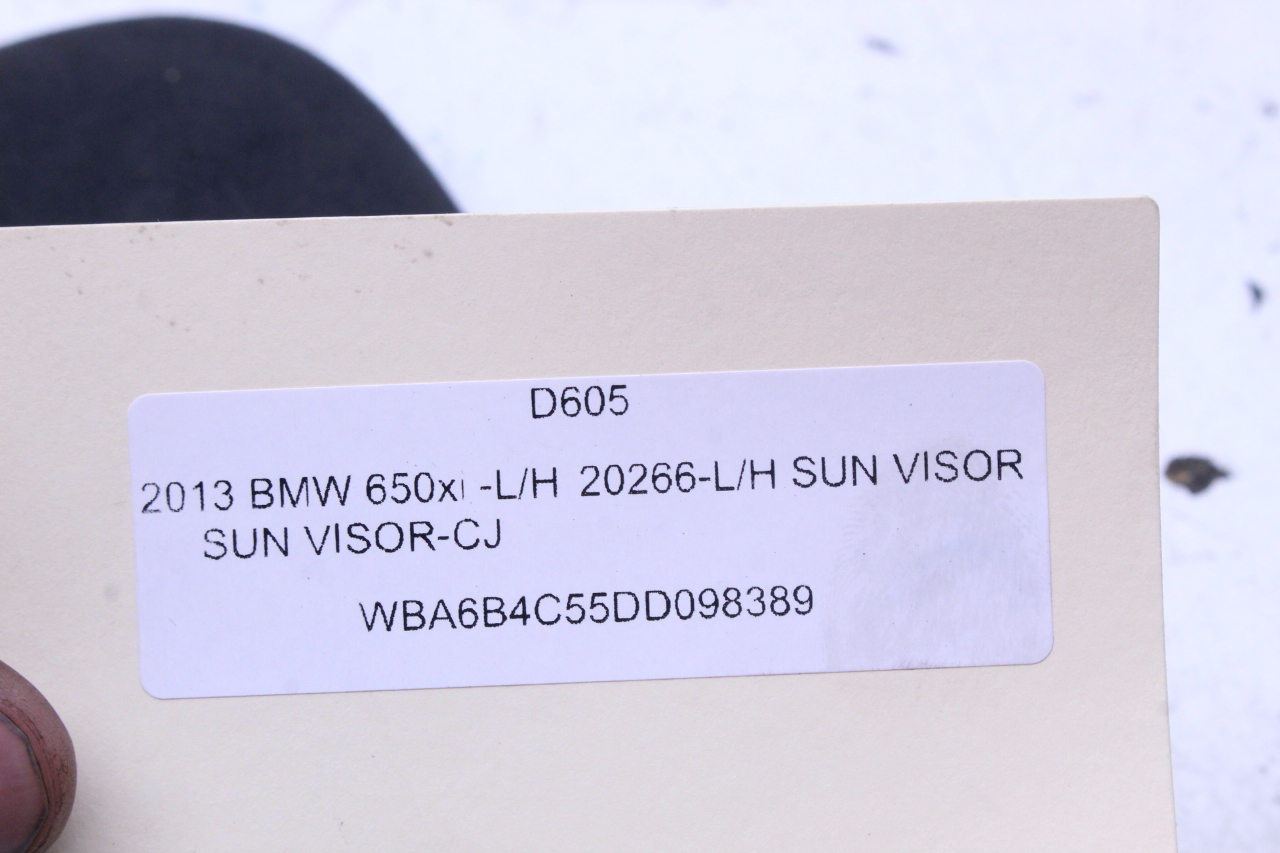 D605
2013 BMW 650xi -L/H 20266-L/H SUN VISOR
SUN VISOR-CJ
WBA6B4C55DD098389